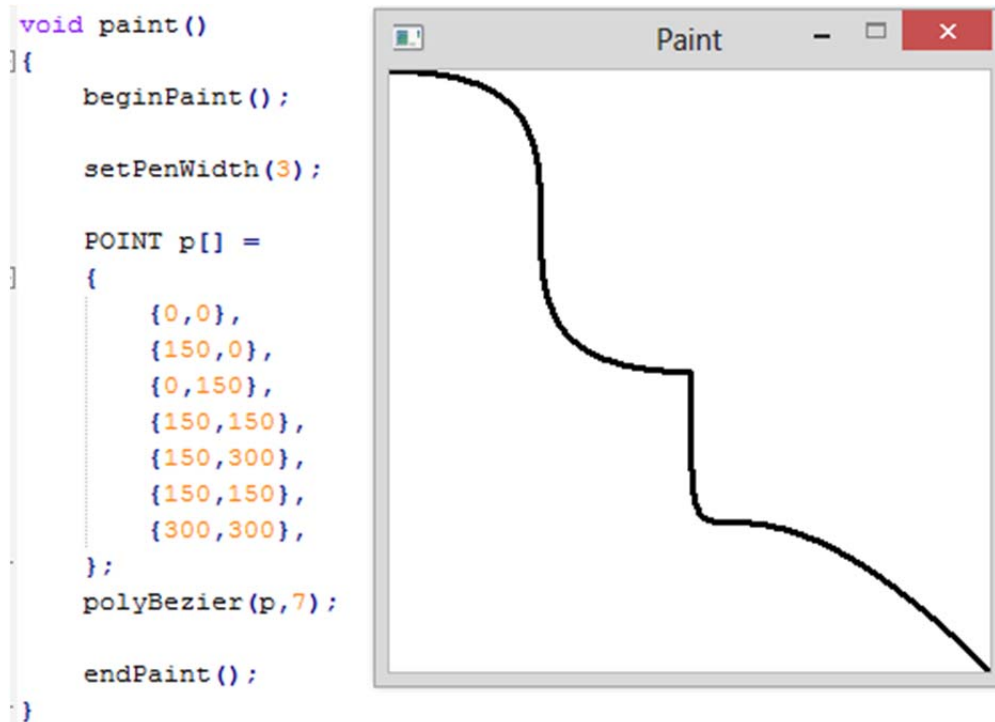 void paint()
{
    beginPaint();
    setPenWidth(3);
    POINT p[] =
    {
        {0,0},
        {150,0},
        {0,150},
        {150,150},
        {150,300},
        {150,150},
        {300,300},
    };
    polyBezier(p,7);
    endPaint();
}
Paint